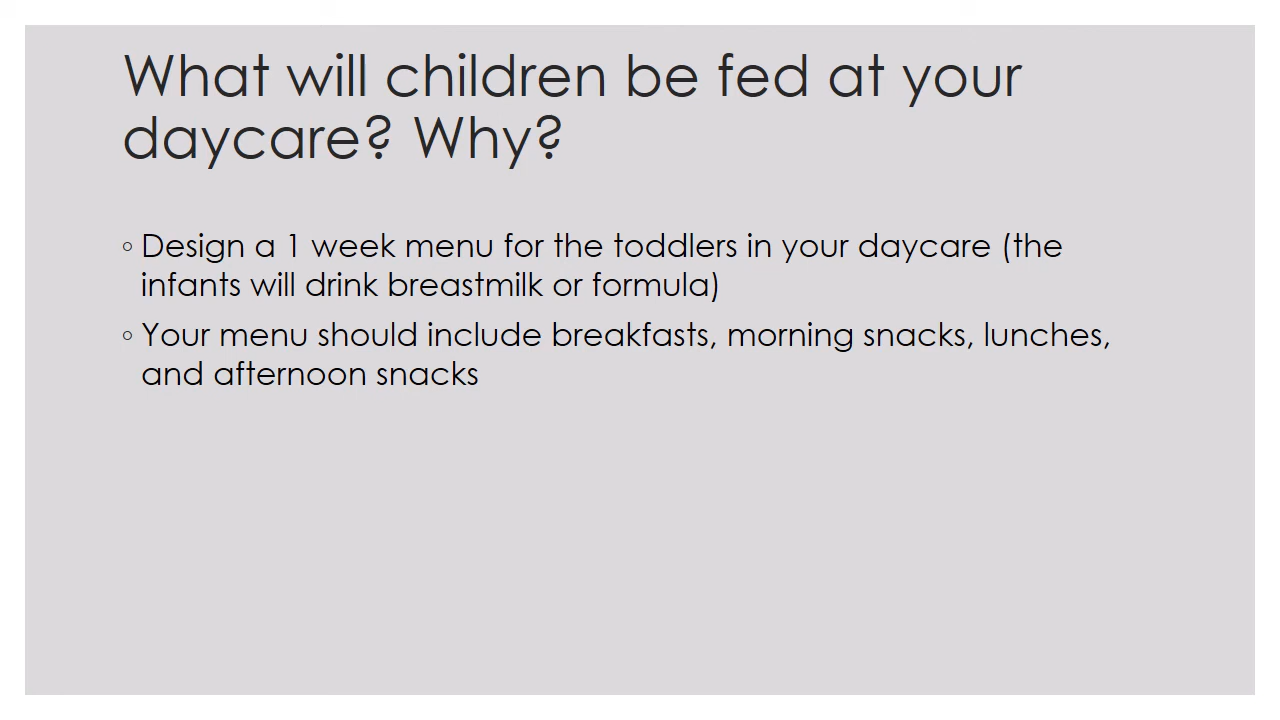 What will children be fed at your
daycare? Why?
◦ Design a 1 week menu for the toddlers in your daycare (the
infants will drink breastmilk or formula)
◦ Your menu should include breakfasts, morning snacks, lunches,
and afternoon snacks